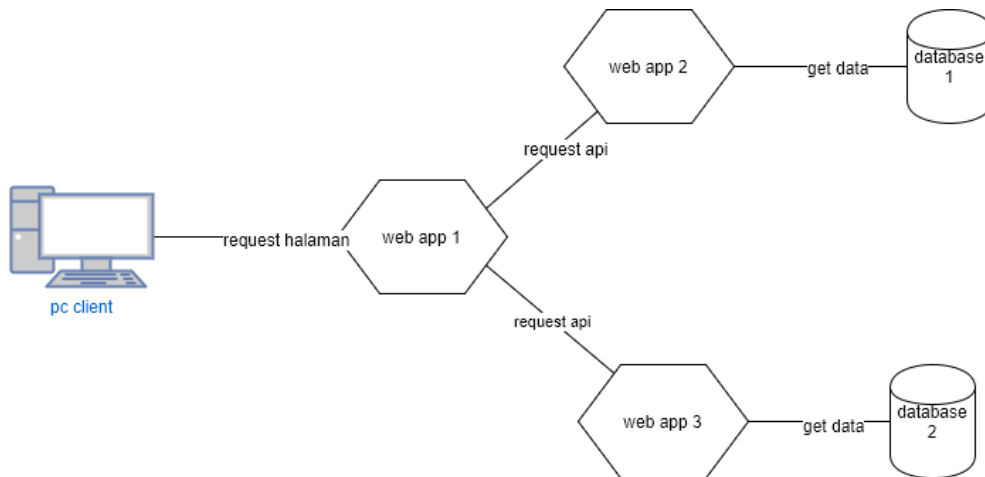 web app 2
get data
database
1
request api
request halaman
web app 1
pc client
request api
web app 3
get data
database
2